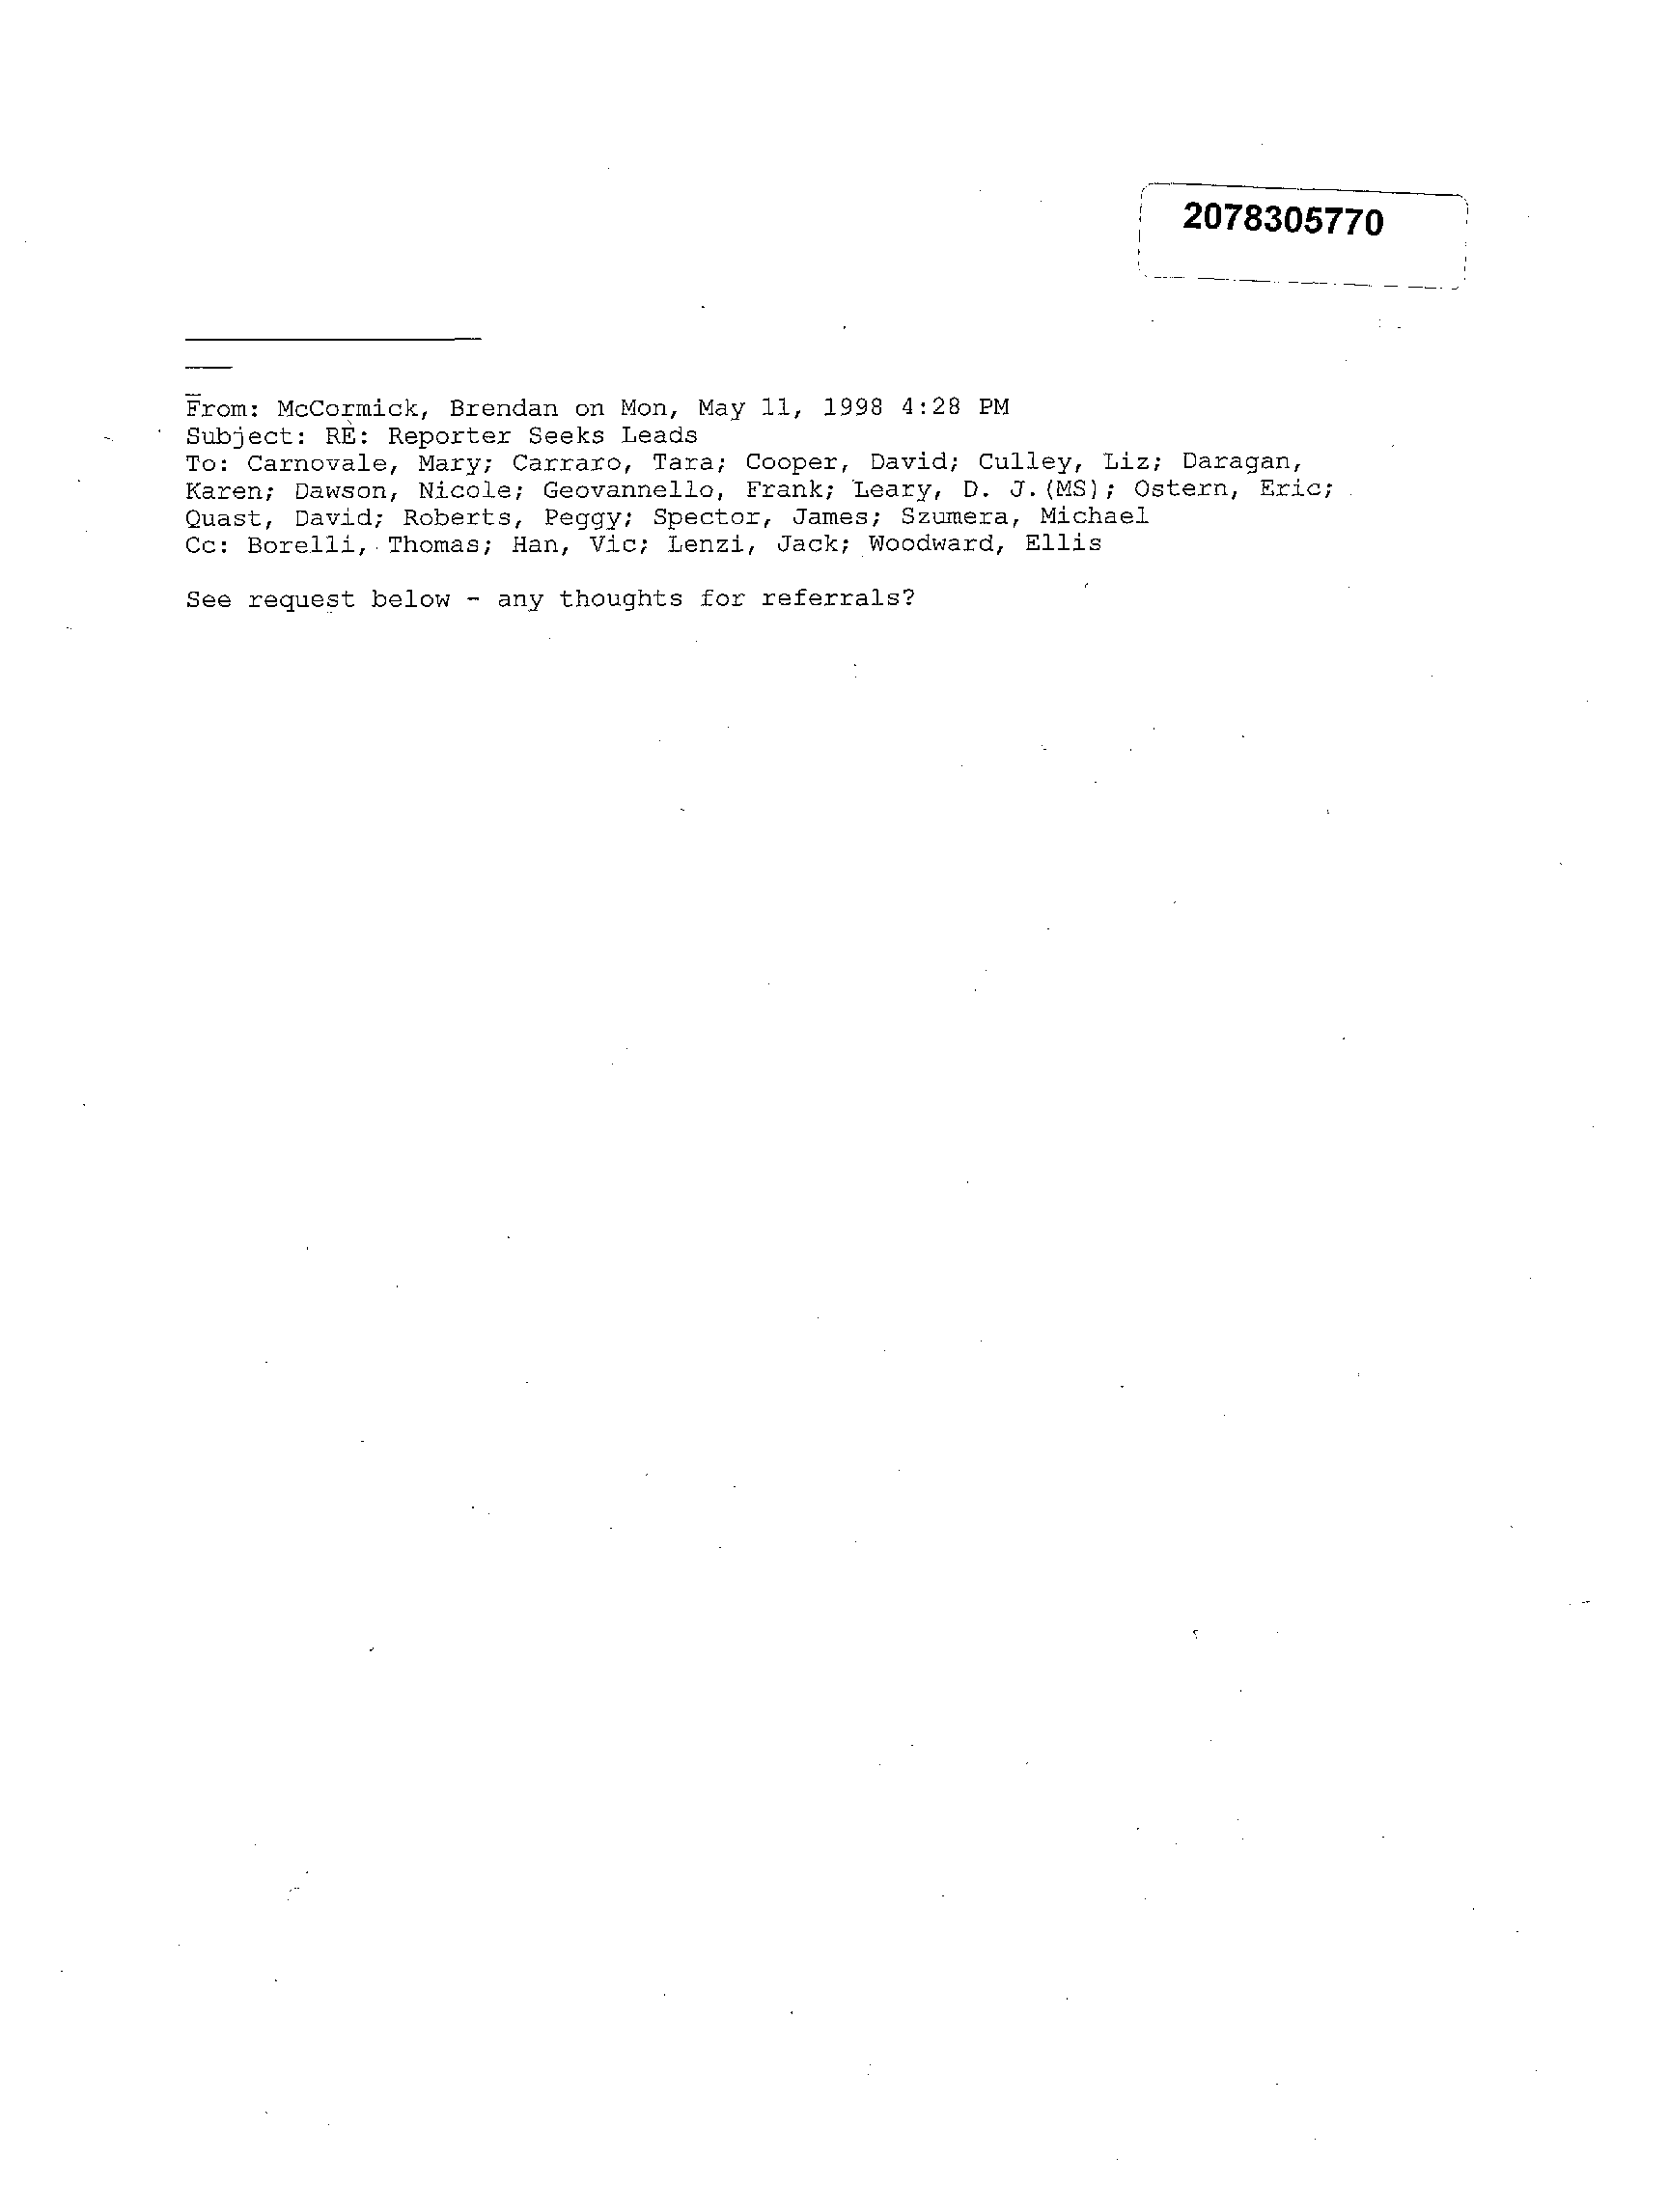 2078305770
From: McCormick, Brendan on Mon, May 11, 1998 4:28 PM
Subject: RE: Reporter Seeks Leads
To: Carnovale, Mary; Carraro, Tara; Cooper, David; Culley, Liz; Daragan,
Karen; Dawson, Nicole; Geovannello, Frank; Leary, D. J.(MS); Ostern, Eric;
Quast, David; Roberts, Peggy; Spector, James; Szumera, Michael
Cc: Borelli, Thomas; Han, Vic; Lenzi, Jack; Woodward, Ellis
See request below - any thoughts for referrals?